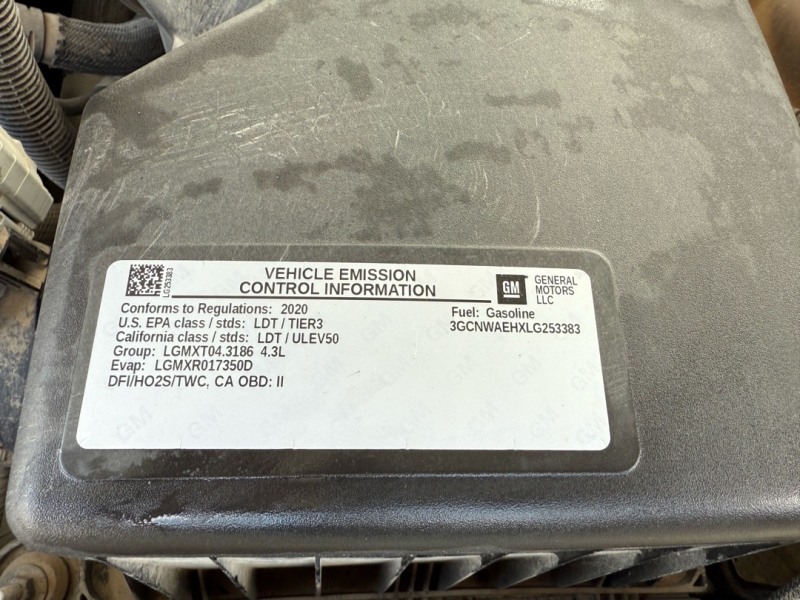 VEHICLE EMISSION
CONTROL INFORMATION
LG253383
GM
GENERAL
MOTORS
LLC
Conforms to Regulations: 2020
U.S. EPA class / stds: LDT / TIER3
California class / stds: LDT / ULEV50
Group: LGMXT04.3186 4.3L
Evap: LGMXR017350D
DFI/HO2S/TWC, CA OBD: II
Fuel: Gasoline
3GCNWAEHXLG253383